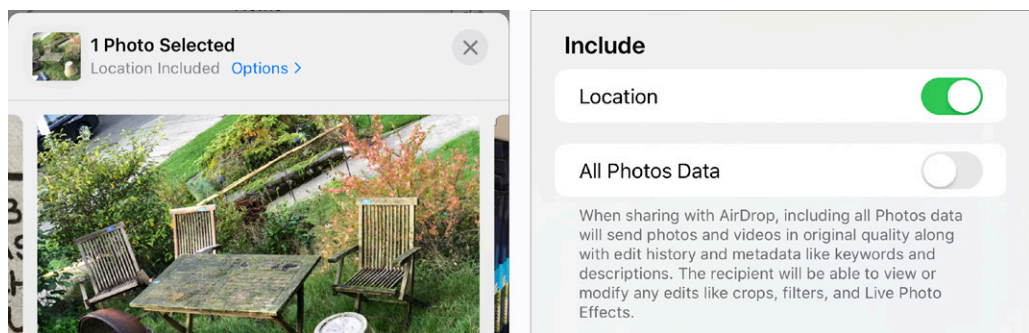 1 Photo Selected
Location Included Options >
Include
Location
All Photos Data
When sharing with AirDrop, including all Photos data
will send photos and videos in original quality along
with edit history and metadata like keywords and
descriptions. The recipient will be able to view or
modify any edits like crops, filters, and Live Photo
Effects.